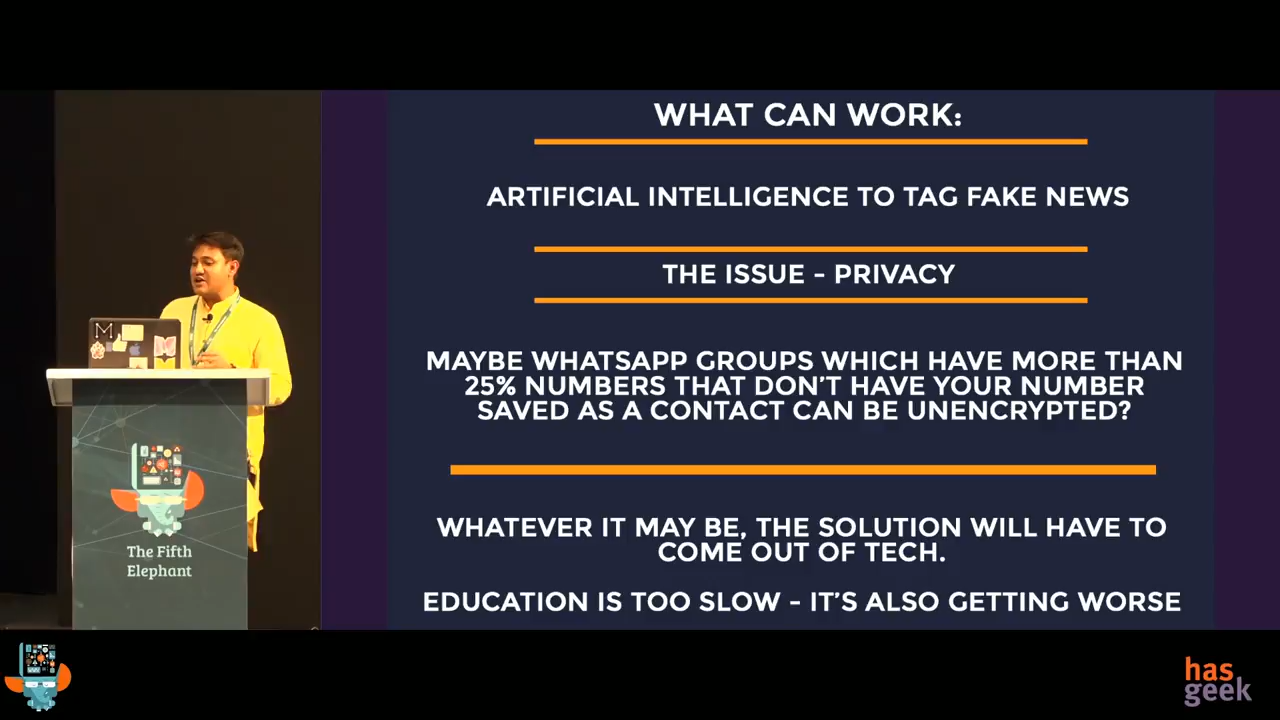 WHAT CAN WORK:
ARTIFICIAL INTELLIGENCE TO TAG FAKE NEWS
THE ISSUE - PRIVACY
MAYBE WHATSAPP GROUPS WHICH HAVE MORE THAN
25% NUMBERS THAT DON'T HAVE YOUR NUMBER
SAVED AS A CONTACT CAN BE UNENCRYPTED?
WHATEVER IT MAY BE, THE SOLUTION WILL HAVE TO
COME OUT OF TECH.
EDUCATION IS TOO SLOW - IT'S ALSO GETTING WORSE
M
The Fifth
Elephant
has
geek